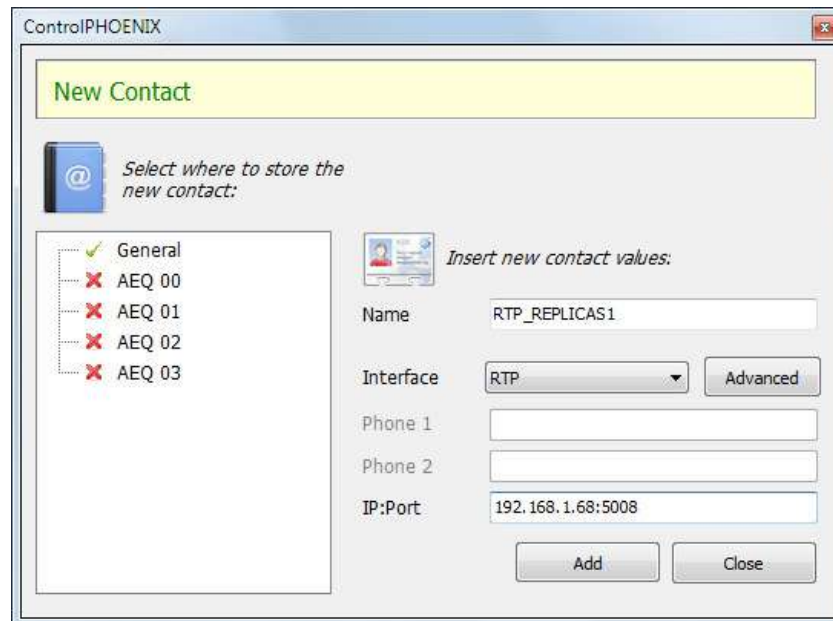 ControlPHOENIX
New Contact
@
Select where to store the
new contact:
General
AEQ 00
AEQ 01
AEQ 02
AEQ 03
Insert new contact values:
Name RTP_REPLICAS1
Interface RTP Advanced
Phone 1
Phone 2
IP:Port 192.168.1.68:5008
Add Close